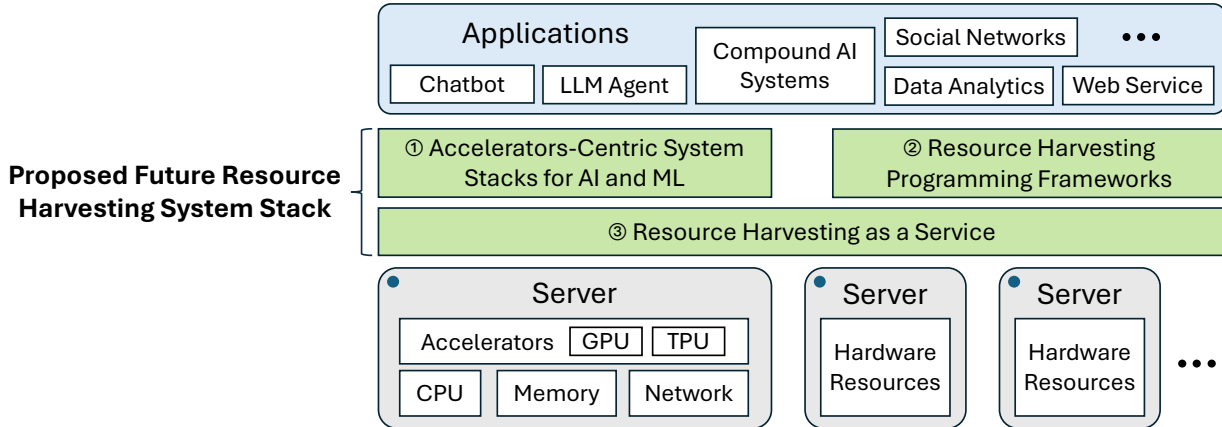 Applications
Chatbot
LLM Agent
Compound AI
Systems
Social Networks
•••
Data Analytics
Web Service
Proposed Future Resource
Harvesting System Stack
① Accelerators-Centric System
Stacks for AI and ML
② Resource Harvesting
Programming Frameworks
③ Resource Harvesting as a Service
Server
Accelerators
GPU
TPU
CPU
Memory
Network
Server
Hardware
Resources
Server
Hardware
Resources
•••